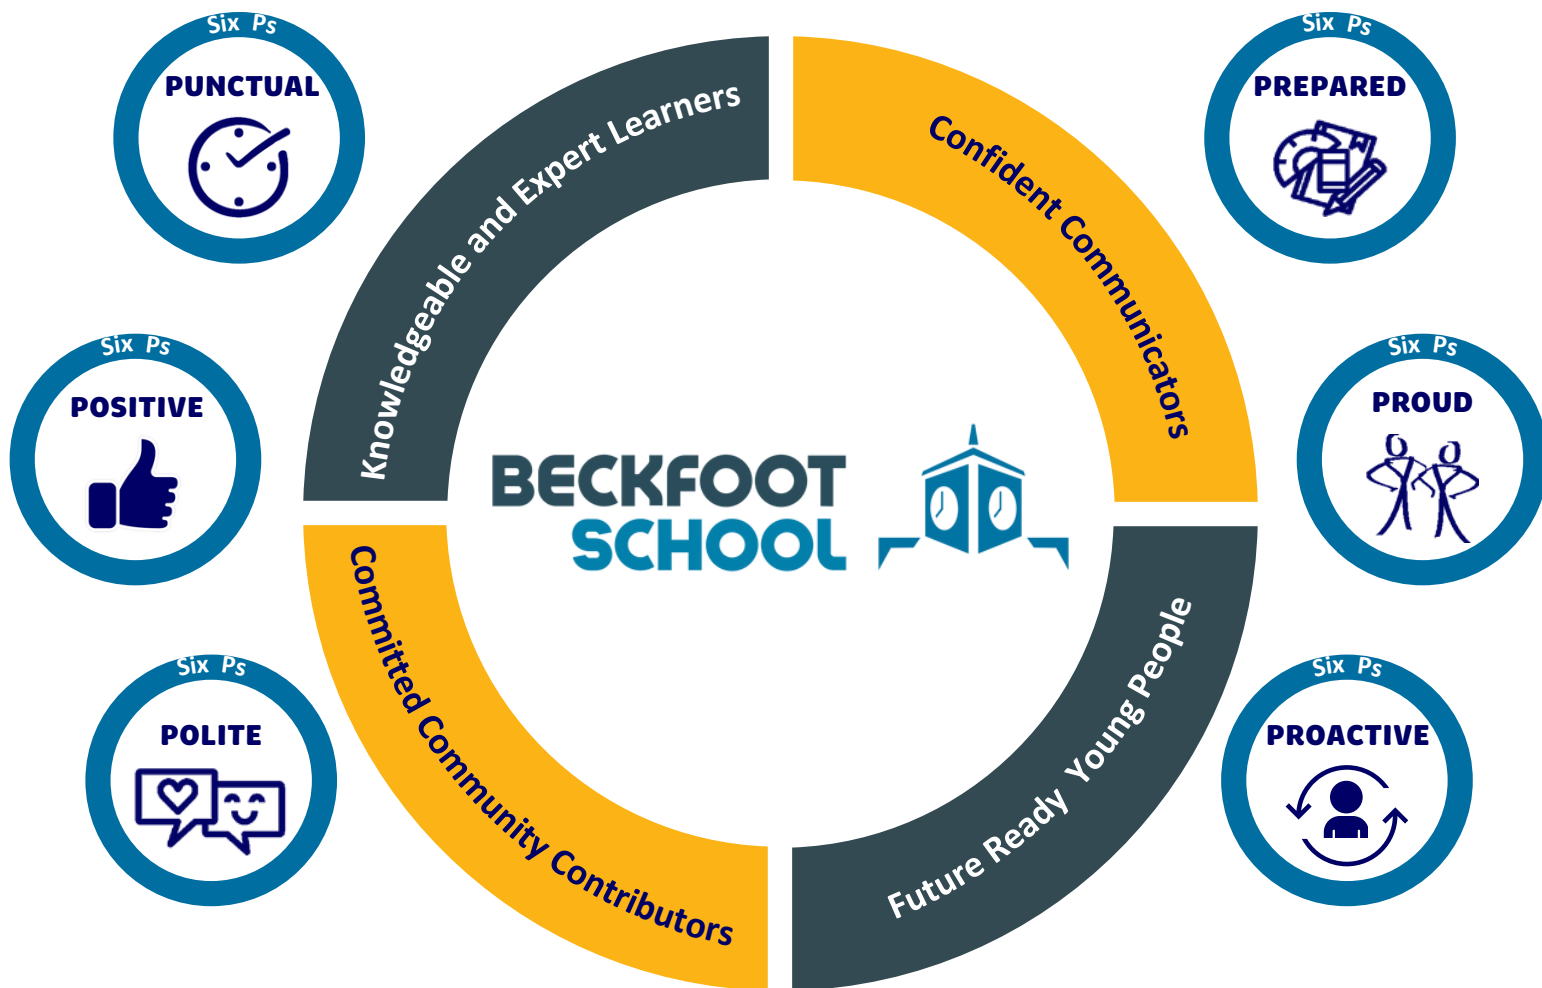 Six Ps
PUNCTUAL
Six Ps
POSITIVE
Six Ps
POLITE
Knowledgeable and Expert Learners
Confident Communicators
BECKFOOT
SCHOOL
Committed Community Contributors
Future Ready Young People
Six Ps
PREPARED
Six Ps
PROUD
Six Ps
PROACTIVE